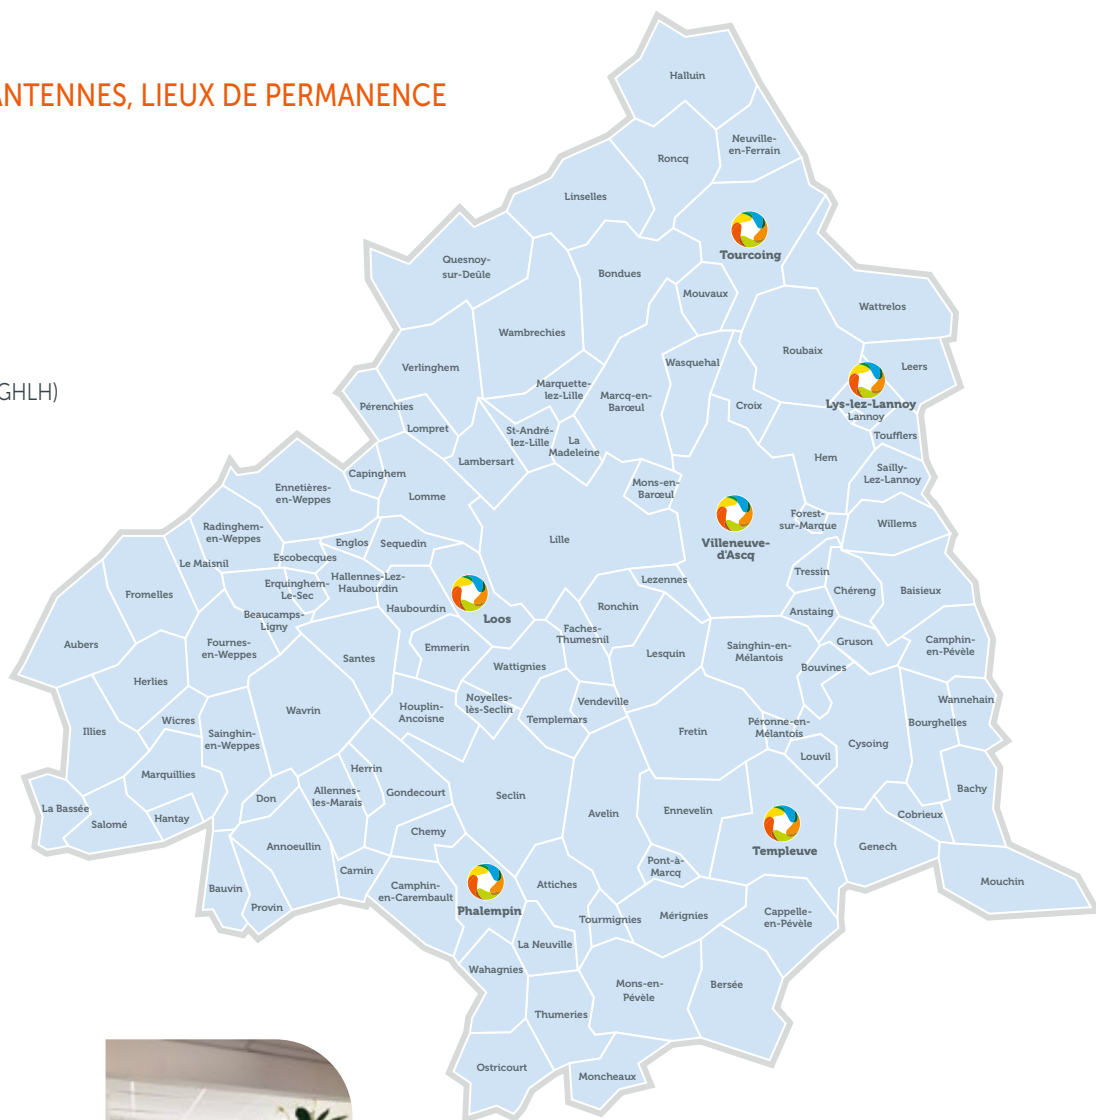 ANTENNES, LIEUX DE PERMANENCE
GHLH)
Halluin
Neuville-
en-Ferrain
Roncq
Linselles
Tourcoing
Quesnoy-
sur-Deûle
Bondues
Mouvaux
Wattrelos
Wambrechies
Roubaix
Wasquehal
Verlinghem
Leers
Marquette-
lez-Lille
Marcq-en-
Barœul
Pérenchies
Croix
Lys-lez-Lannoy
Lannoy
Lompret
St-André-
lez-Lille
La
Madeleine
Toufflers
Lambersart
Hem
Capinghem
Sailly-
Lez-Lannoy
Ennetières-
en-Weppes
Lomme
Mons-en-
Barœul
Forest-
sur-Marque
Willems
Radinghem-
en-Weppes
Englos
Sequedin
Lille
Villeneuve-
d'Ascq
Le Maisnil
Escobecques
Tressin
Lezennes
Hallennes-Lez-
Haubourdin
Erquinghem-
Le-Sec
Fromelles
Chéreng
Baisieux
Haubourdin
Ronchin
Anstaing
Beaucamps-
Ligny
Loos
Faches-
Thumesnil
Aubers
Fournes-
en-Weppes
Santes
Emmerin
Wattignies
Lesquin
Sainghin-en-
Mélantois
Gruson
Camphin-
en-Pévèle
Bouvines
Herlies
Noyelles-
lès-Seclin
Vendeville
Wannehain
Wavrin
Houplin-
Ancoisne
Templemars
Wicres
Péronne-en-
Mélantois
Bourghelles
Illies
Sainghin-
en-Weppes
Fretin
Cysoing
Louvil
Herrin
Marquillies
Allennes-
les-Marais
Gondecourt
Seclin
Bachy
Don
La Bassée
Ennevelin
Avelin
Cobrieux
Salomé
Hantay
Chemy
Annoeullin
Templeuve
Genech
Carnin
Pont-à-
Marcq
Mouchin
Bauvin
Camphin-
en-Carembault
Attiches
Provin
Phalempin
Tourmignies
Mérignies
Cappelle-
en-Pévèle
La Neuville
Wahagnies
Mons-en-
Pévèle
Bersée
Thumeries
Ostricourt
Moncheaux